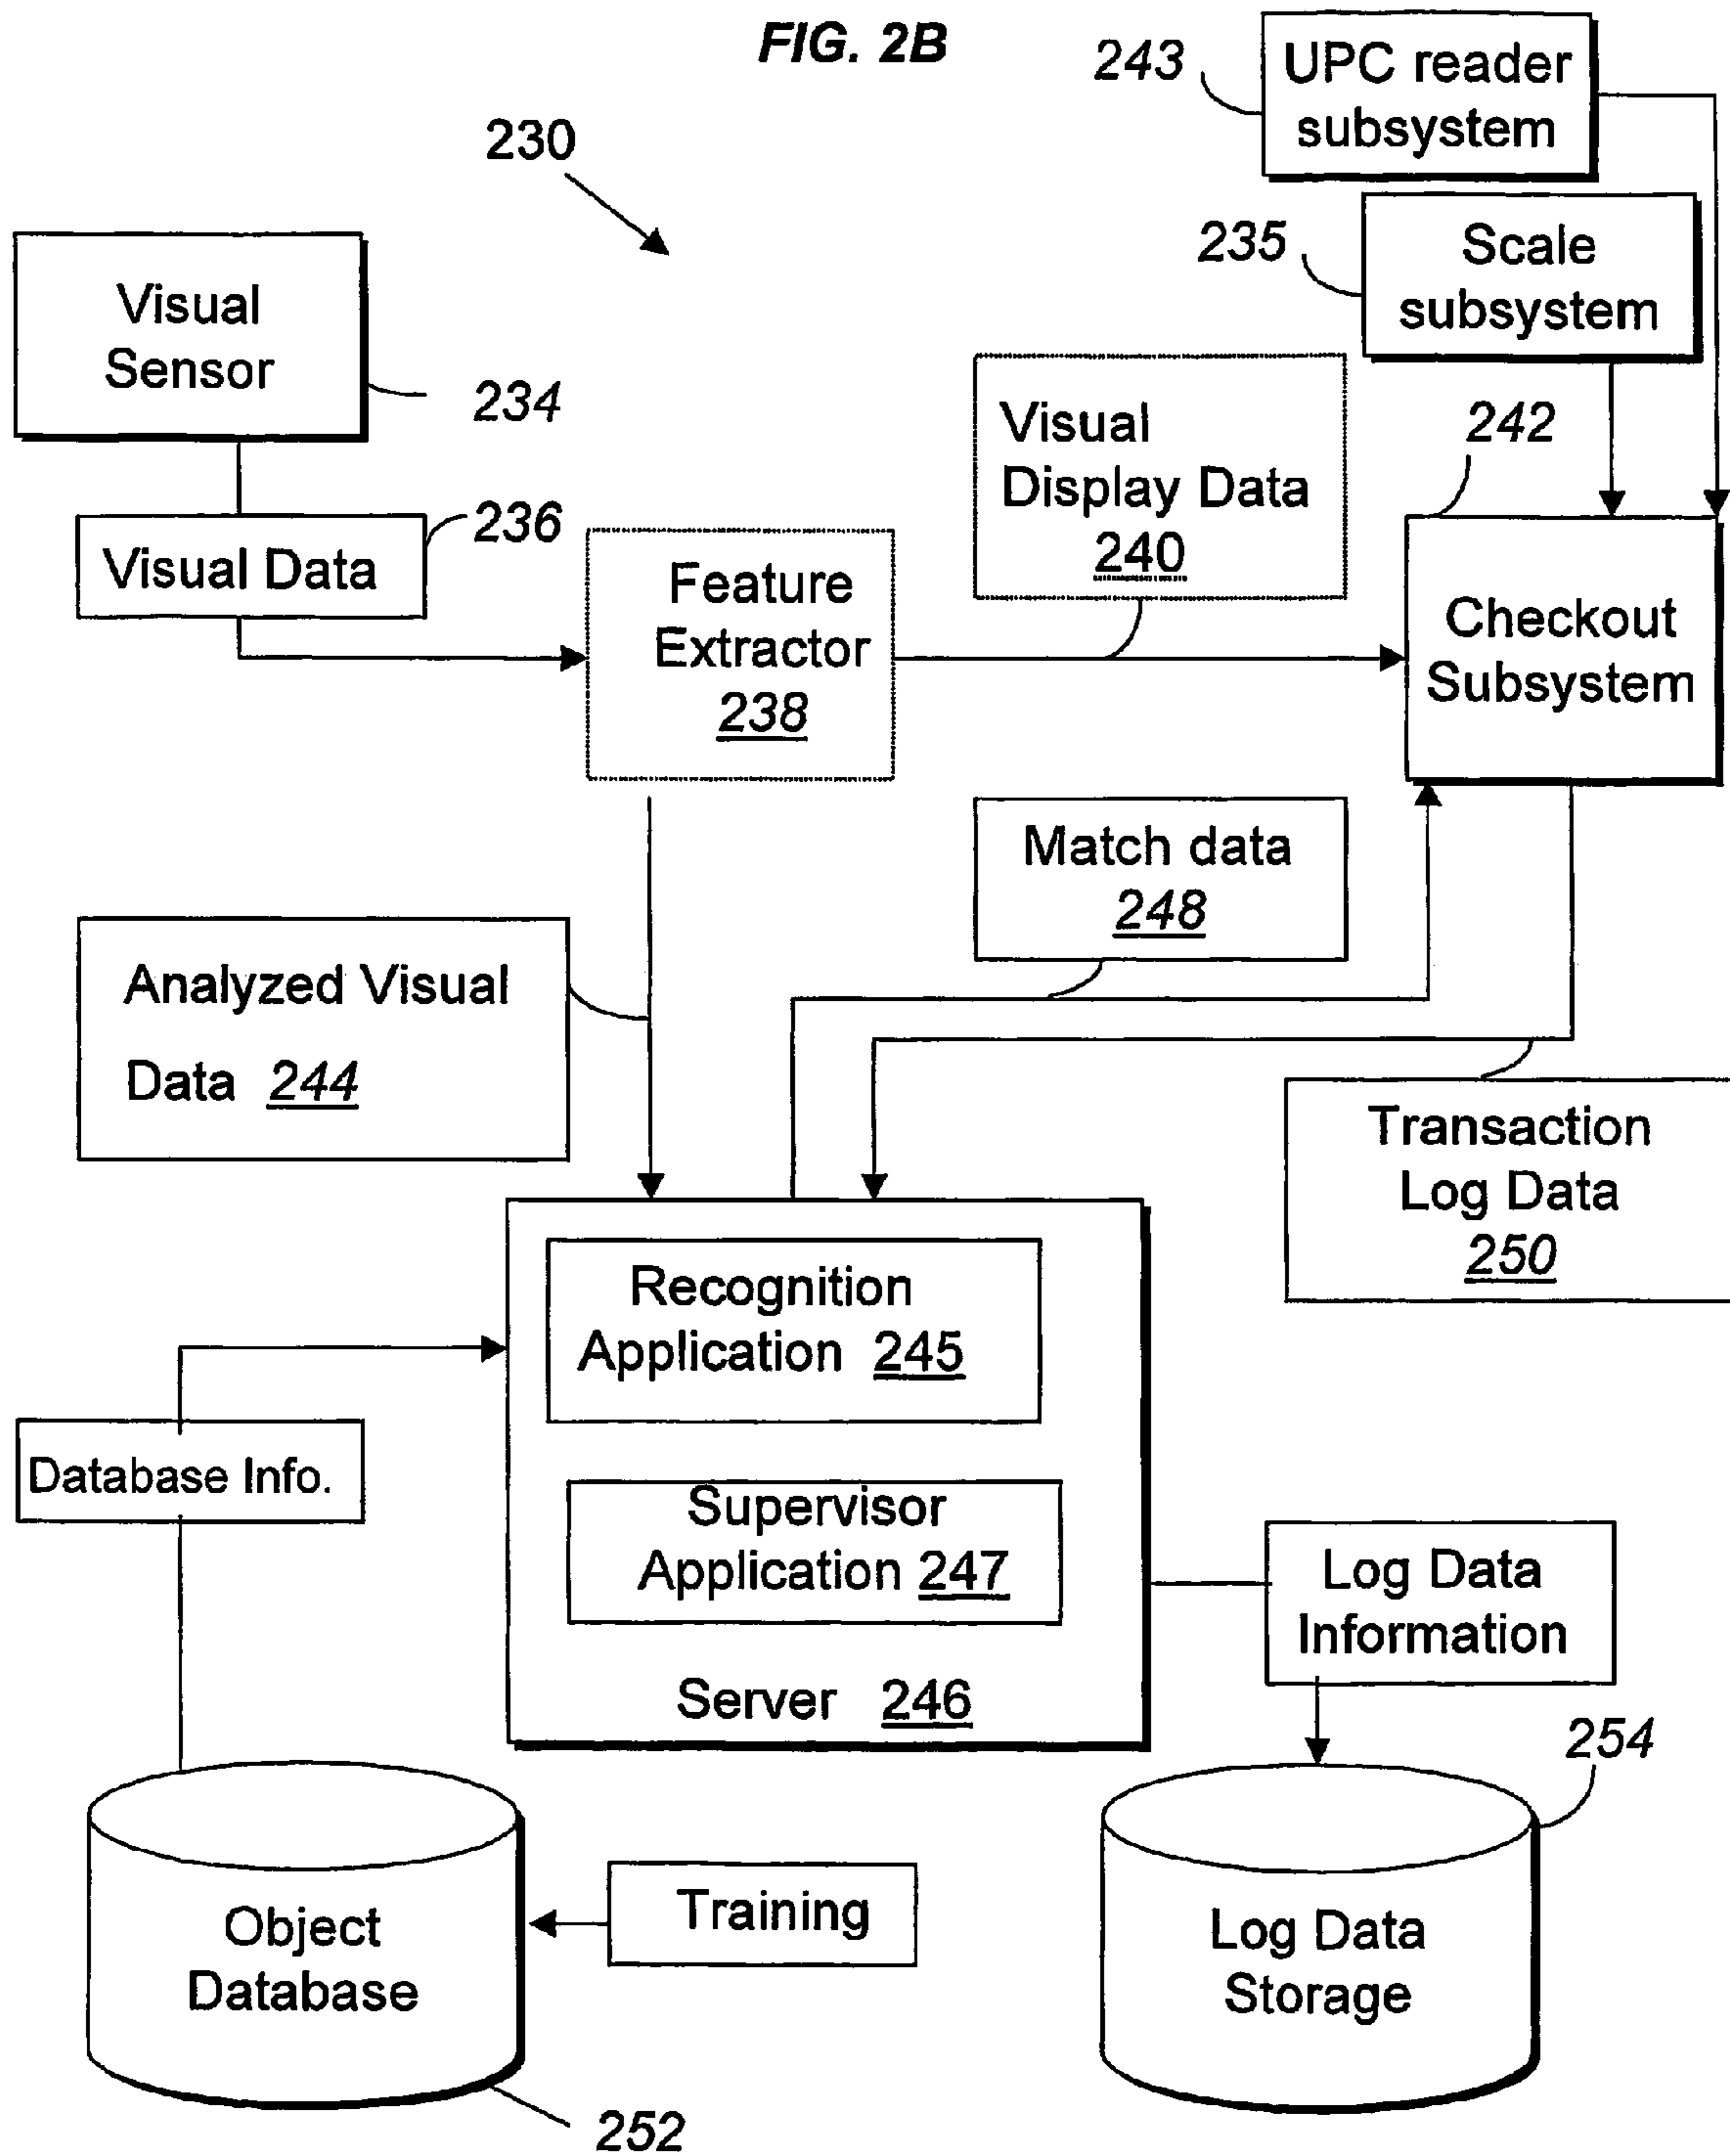 FIG. 2B
243
UPC reader
subsystem
230
235
Scale
subsystem
Visual
Sensor
234
Visual
Display Data
240
242
Visual Data
236
Feature
Extractor
238
Checkout
Subsystem
Match data
248
Analyzed Visual
Data 244
Transaction
Log Data
250
Recognition
Application 245
Database Info.
Supervisor
Application 247
Server 246
Log Data
Information
254
Object
Database
252
Training
Log Data
Storage